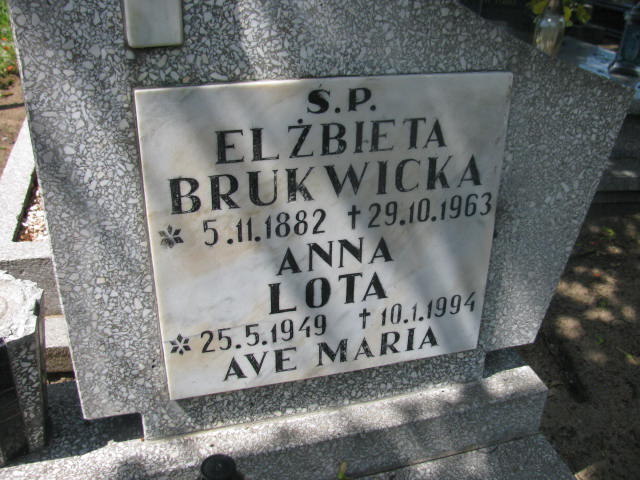 Ś.P.
ELŻBIETA
BRUKWICKA
* 5.11.1882 † 29.10.1963
ANNA
LOTA
* 25.5.1949 † 10.1.1994
AVE MARIA